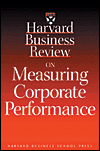 Harvard
Business
Review
ON
Measuring
Corporate
Performance
HARVARD BUSINESS SCHOOL PRESS